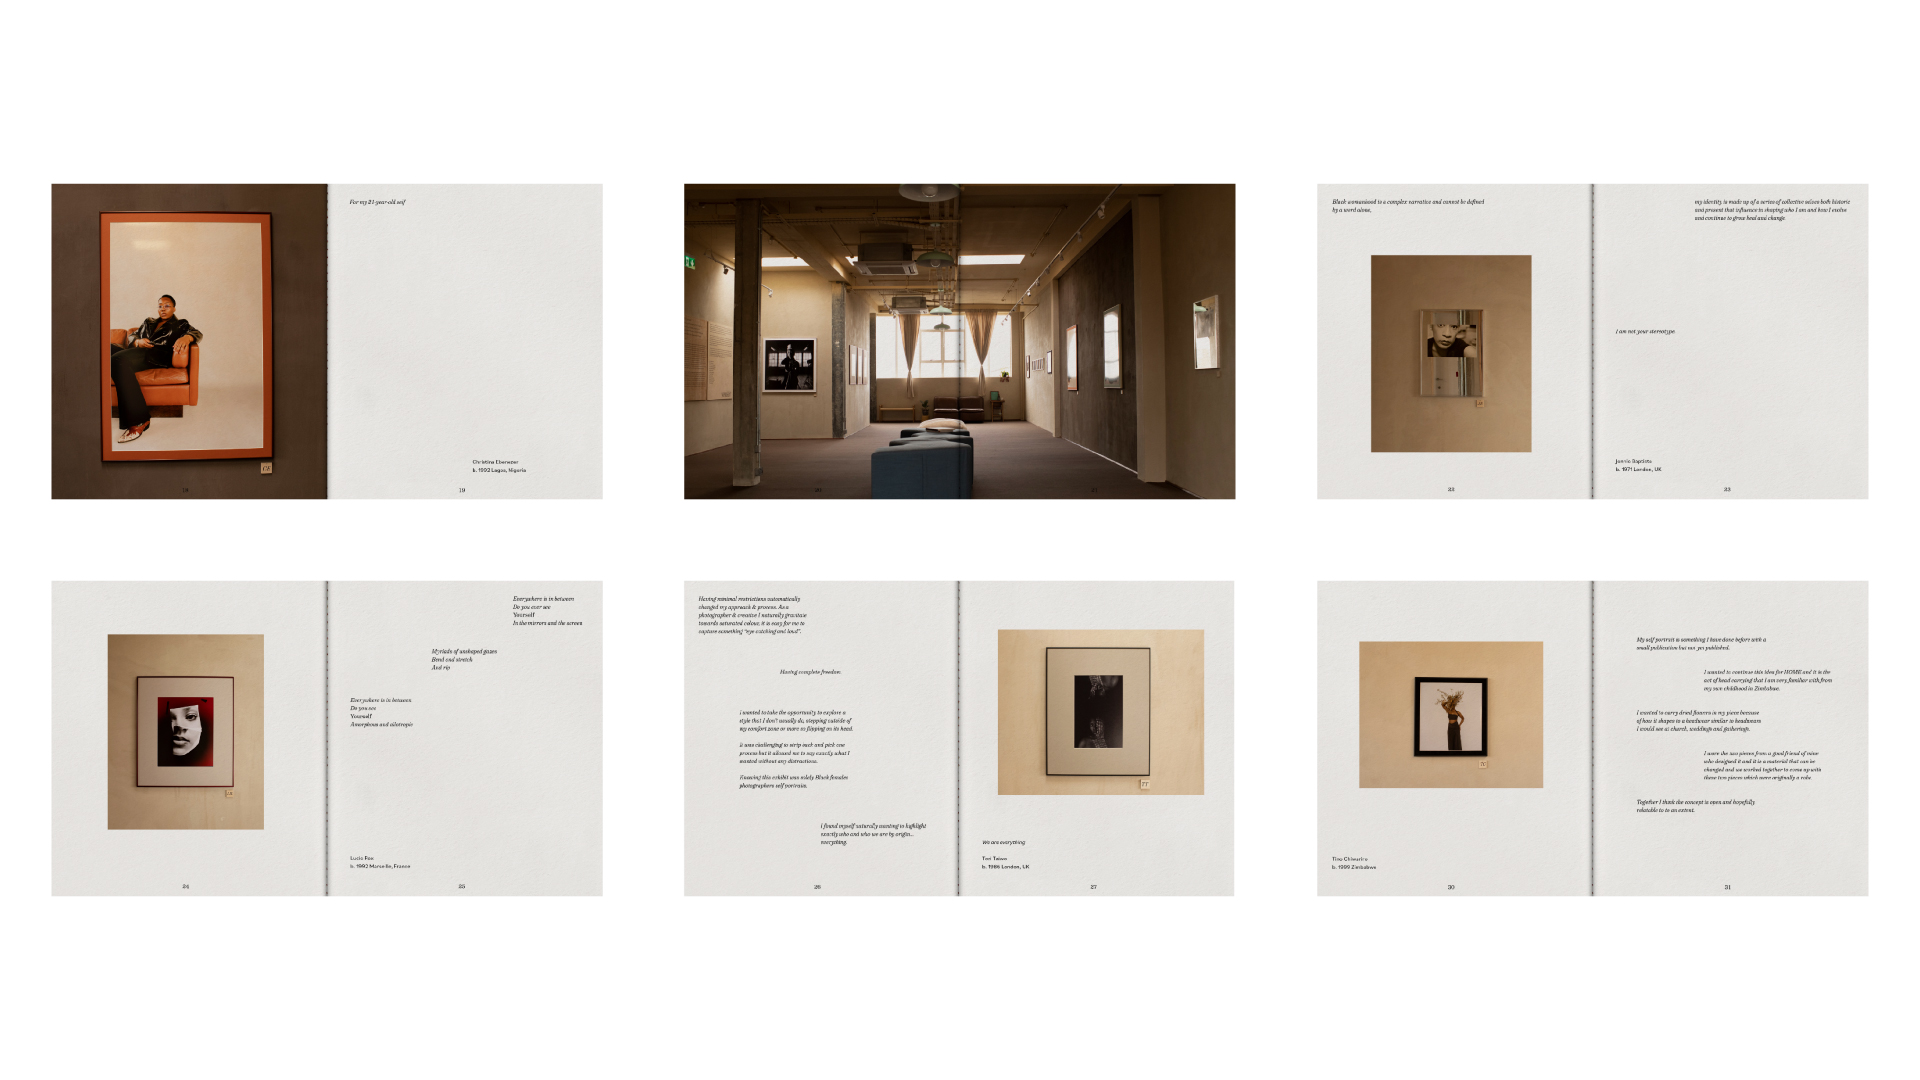 For my 21-year-old self
CE
Christina Ebenezer
b. 1992 Lagos, Nigeria
18
19
20
21
Black womanhood is a complex narrative and cannot be defined
by a word alone,
my identity is made up of a series of collective selves both historic
and present that influence in shaping who I am and how I evolve
and continue to grow heal and change
I am not your stereotype.
Jennie Baptiste
b. 1971 London, UK
22
23
Everywhere is in between
Do you ever see
Yourself
In the mirrors and the screen
Myriads of unshaped gazes
Bend and stretch
And rip
Everywhere is in between
Do you see
Yourself
Amorphous and allotropic
b. 1992 Marseille, France
24
25
Having minimal restrictions automatically
changed my approach & process. As a
photographer & creative I naturally gravitate
towards saturated colour, it is easy for me to
capture something "eye catching and loud".
Having complete freedom.
I wanted to take the opportunity to explore a
style that I don't usually do, stepping outside of
my comfort zone or more so flipping on its head.
It was challenging to strip back and pick one
process but it allowed me to say exactly what I
wanted without any distractions.
Knowing this exhibit was solely Black females
photographers self portraits.
I found myself naturally wanting to highlight
exactly who and who we are by origin...
everything.
TT
We are everything
Tori Taiwo
b. 1986 London, UK
26
27
TC
My self portrait is something I have done before with a
small publication but not yet published.
I wanted to continue this idea for HOME and it is the
act of head carrying that I am very familiar with from
my own childhood in Zimbabwe.
I wanted to carry dried flowers in my piece because
of how it shapes to a headwear similar to headwears
I would see at church, weddings and gatherings.
I wore the two pieces from a good friend of mine
who designed it and it is a material that can be
changed and we worked together to come up with
these two pieces which were originally a robe.
Together I think the concept is open and hopefully
relatable to to an extent.
b. 1999 Zimbabwe
30
31